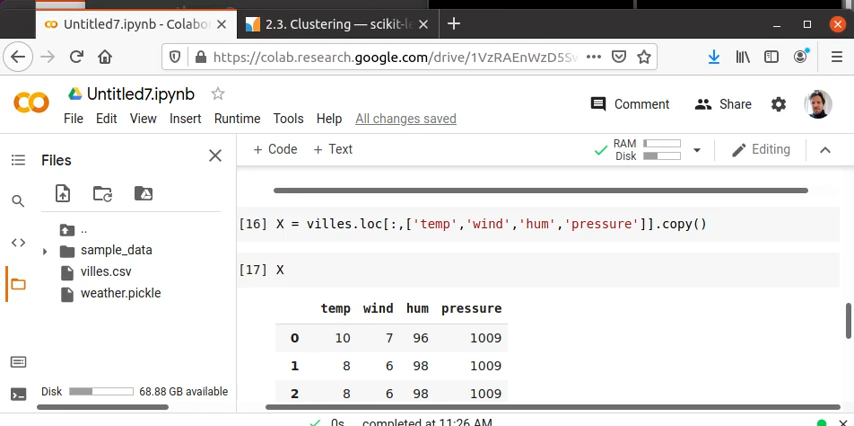 Untitled7.ipynb - Colabo
2.3. Clustering — scikit-le
https://colab.research.google.com/drive/1VzRAEnWzD5Sw
Untitled7.ipynb
Comment
Share
File Edit View Insert Runtime Tools Help All changes saved
Files
+ Code + Text
RAM
Disk
Editing
..
sample_data
villes.csv
weather.pickle
Disk 68.88 GB available
[16] X = villes.loc[:,['temp','wind','hum','pressure']].copy()
[17] X
temp wind hum pressure
0 10 7 96 1009
1 8 6 98 1009
2 8 6 98 1009
0s completed at 11:26 AM